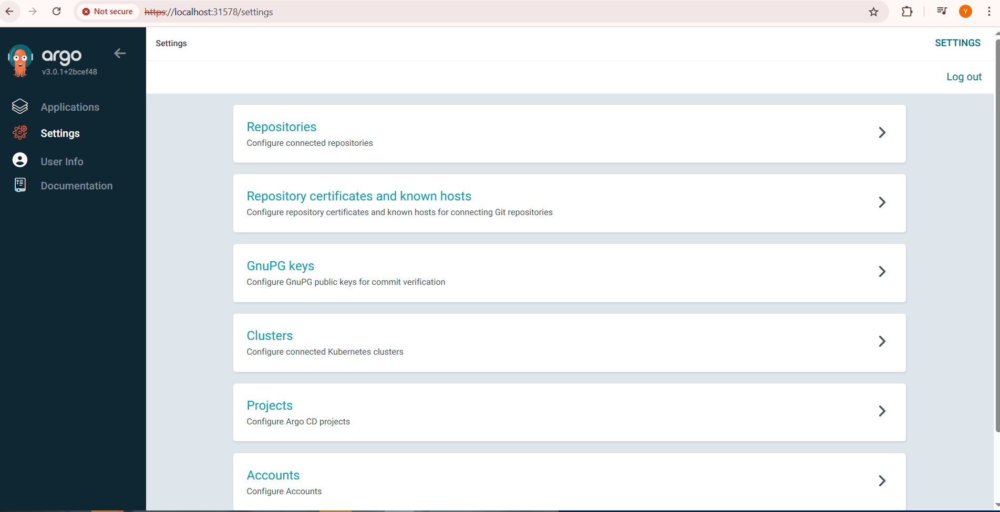 Not secure
https://localhost:31578/settings
Y
argo
v3.0.1+2bcef48
Applications
Settings
User Info
Documentation
Settings
SETTINGS
Log out
Repositories
Configure connected repositories
Repository certificates and known hosts
Configure repository certificates and known hosts for connecting Git repositories
GnuPG keys
Configure GnuPG public keys for commit verification
Clusters
Configure connected Kubernetes clusters
Projects
Configure Argo CD projects
Accounts
Configure Accounts